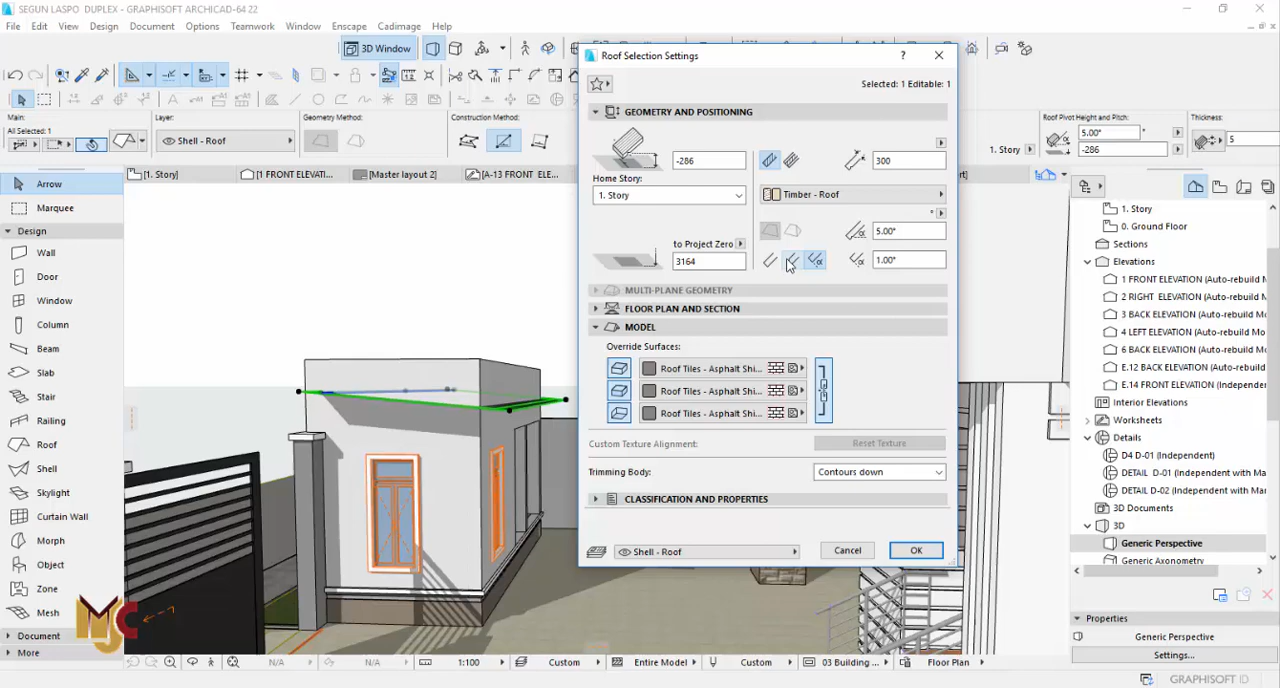 SEGUN LASPO DUPLEX - GRAPHISOFT ARCHICAD-64 22
File Edit View Design Document Options Teamwork Window Enscape Cadimage Help
3D Window
Main:
All Selected: 1
Layer:
Shell - Roof
Geometry Method:
Construction Method:
1. Story
Roof Pivot Height and Pitch:
5.00°
-286
Thickness:
5
[1. Story]
[1 FRONT ELEVATI...
[Master layout 2]
[A-13 FRONT ELE...
Arrow
Marquee
Design
Wall
Door
Window
Column
Beam
Slab
Stair
Railing
Roof
Shell
Skylight
Curtain Wall
Morph
Object
Zone
Mesh
Document
More
MJC
Roof Selection Settings
?
Selected: 1 Editable: 1
GEOMETRY AND POSITIONING
-286
Home Story:
1. Story
to Project Zero
3164
300
Timber - Roof
°
5.00°
1.00°
MULTI-PLANE GEOMETRY
FLOOR PLAN AND SECTION
MODEL
Override Surfaces:
Roof Tiles - Asphalt Shi...
Roof Tiles - Asphalt Shi...
Roof Tiles - Asphalt Shi...
Custom Texture Alignment:
Reset Texture
Trimming Body:
Contours down
CLASSIFICATION AND PROPERTIES
Shell - Roof
Cancel
OK
1. Story
0. Ground Floor
Sections
Elevations
1 FRONT ELEVATION (Auto-rebuild M
2 RIGHT ELEVATION (Auto-rebuild M
3 BACK ELEVATION (Auto-rebuild Mo
4 LEFT ELEVATION (Auto-rebuild Mo
6 BACK ELEVATION (Auto-rebuild Mo
E.12 BACK ELEVATION (Auto-rebuild
E.14 FRONT ELEVATION (Independen
Interior Elevations
Worksheets
Details
D4 D-01 (Independent)
DETAIL D-01 (Independent with Mar
DETAIL D-02 (Independent with Mar
3D Documents
3D
Generic Perspective
Generic Axonometry
Properties
Generic Perspective
Settings...
N/A
N/A
1:100
Custom
Entire Model
Custom
03 Building ...
Floor Plan
GRAPHISOFT ID